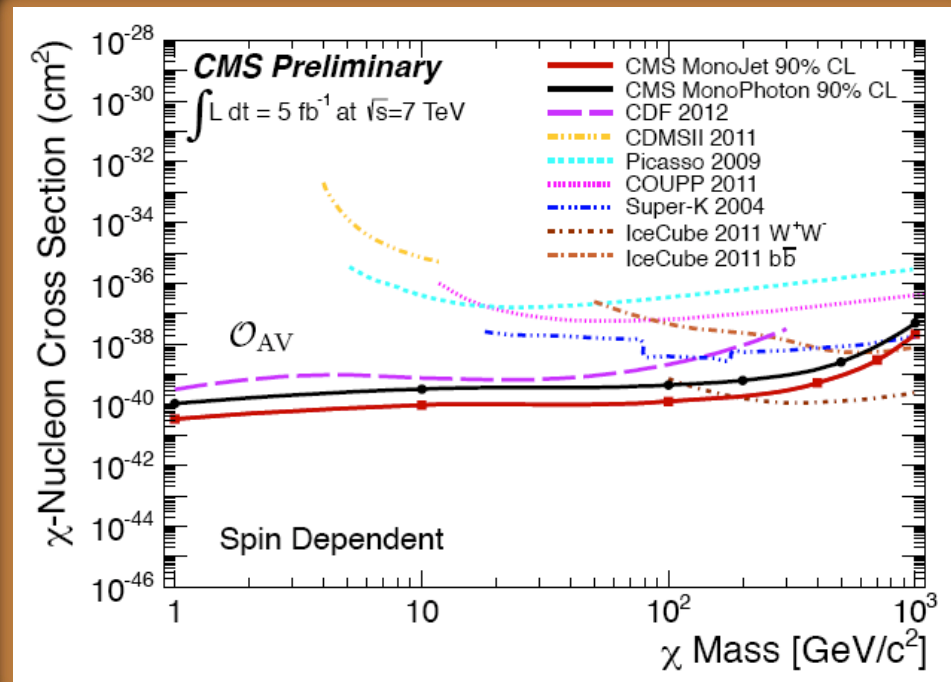 CMS Preliminary
∫L dt = 5 fb⁻¹ at √s=7 TeV
CMS MonoJet 90% CL
CMS MonoPhoton 90% CL
CDF 2012
CDMSII 2011
Picasso 2009
COUPP 2011
Super-K 2004
IceCube 2011 W⁺W⁻
IceCube 2011 bb̅
χ-Nucleon Cross Section (cm²)
10⁻²⁸
10⁻³⁰
10⁻³²
10⁻³⁴
10⁻³⁶
10⁻³⁸
10⁻⁴⁰
10⁻⁴²
10⁻⁴⁴
10⁻⁴⁶
𝒪AV
Spin Dependent
1 10 10² 10³
χ Mass [GeV/c²]